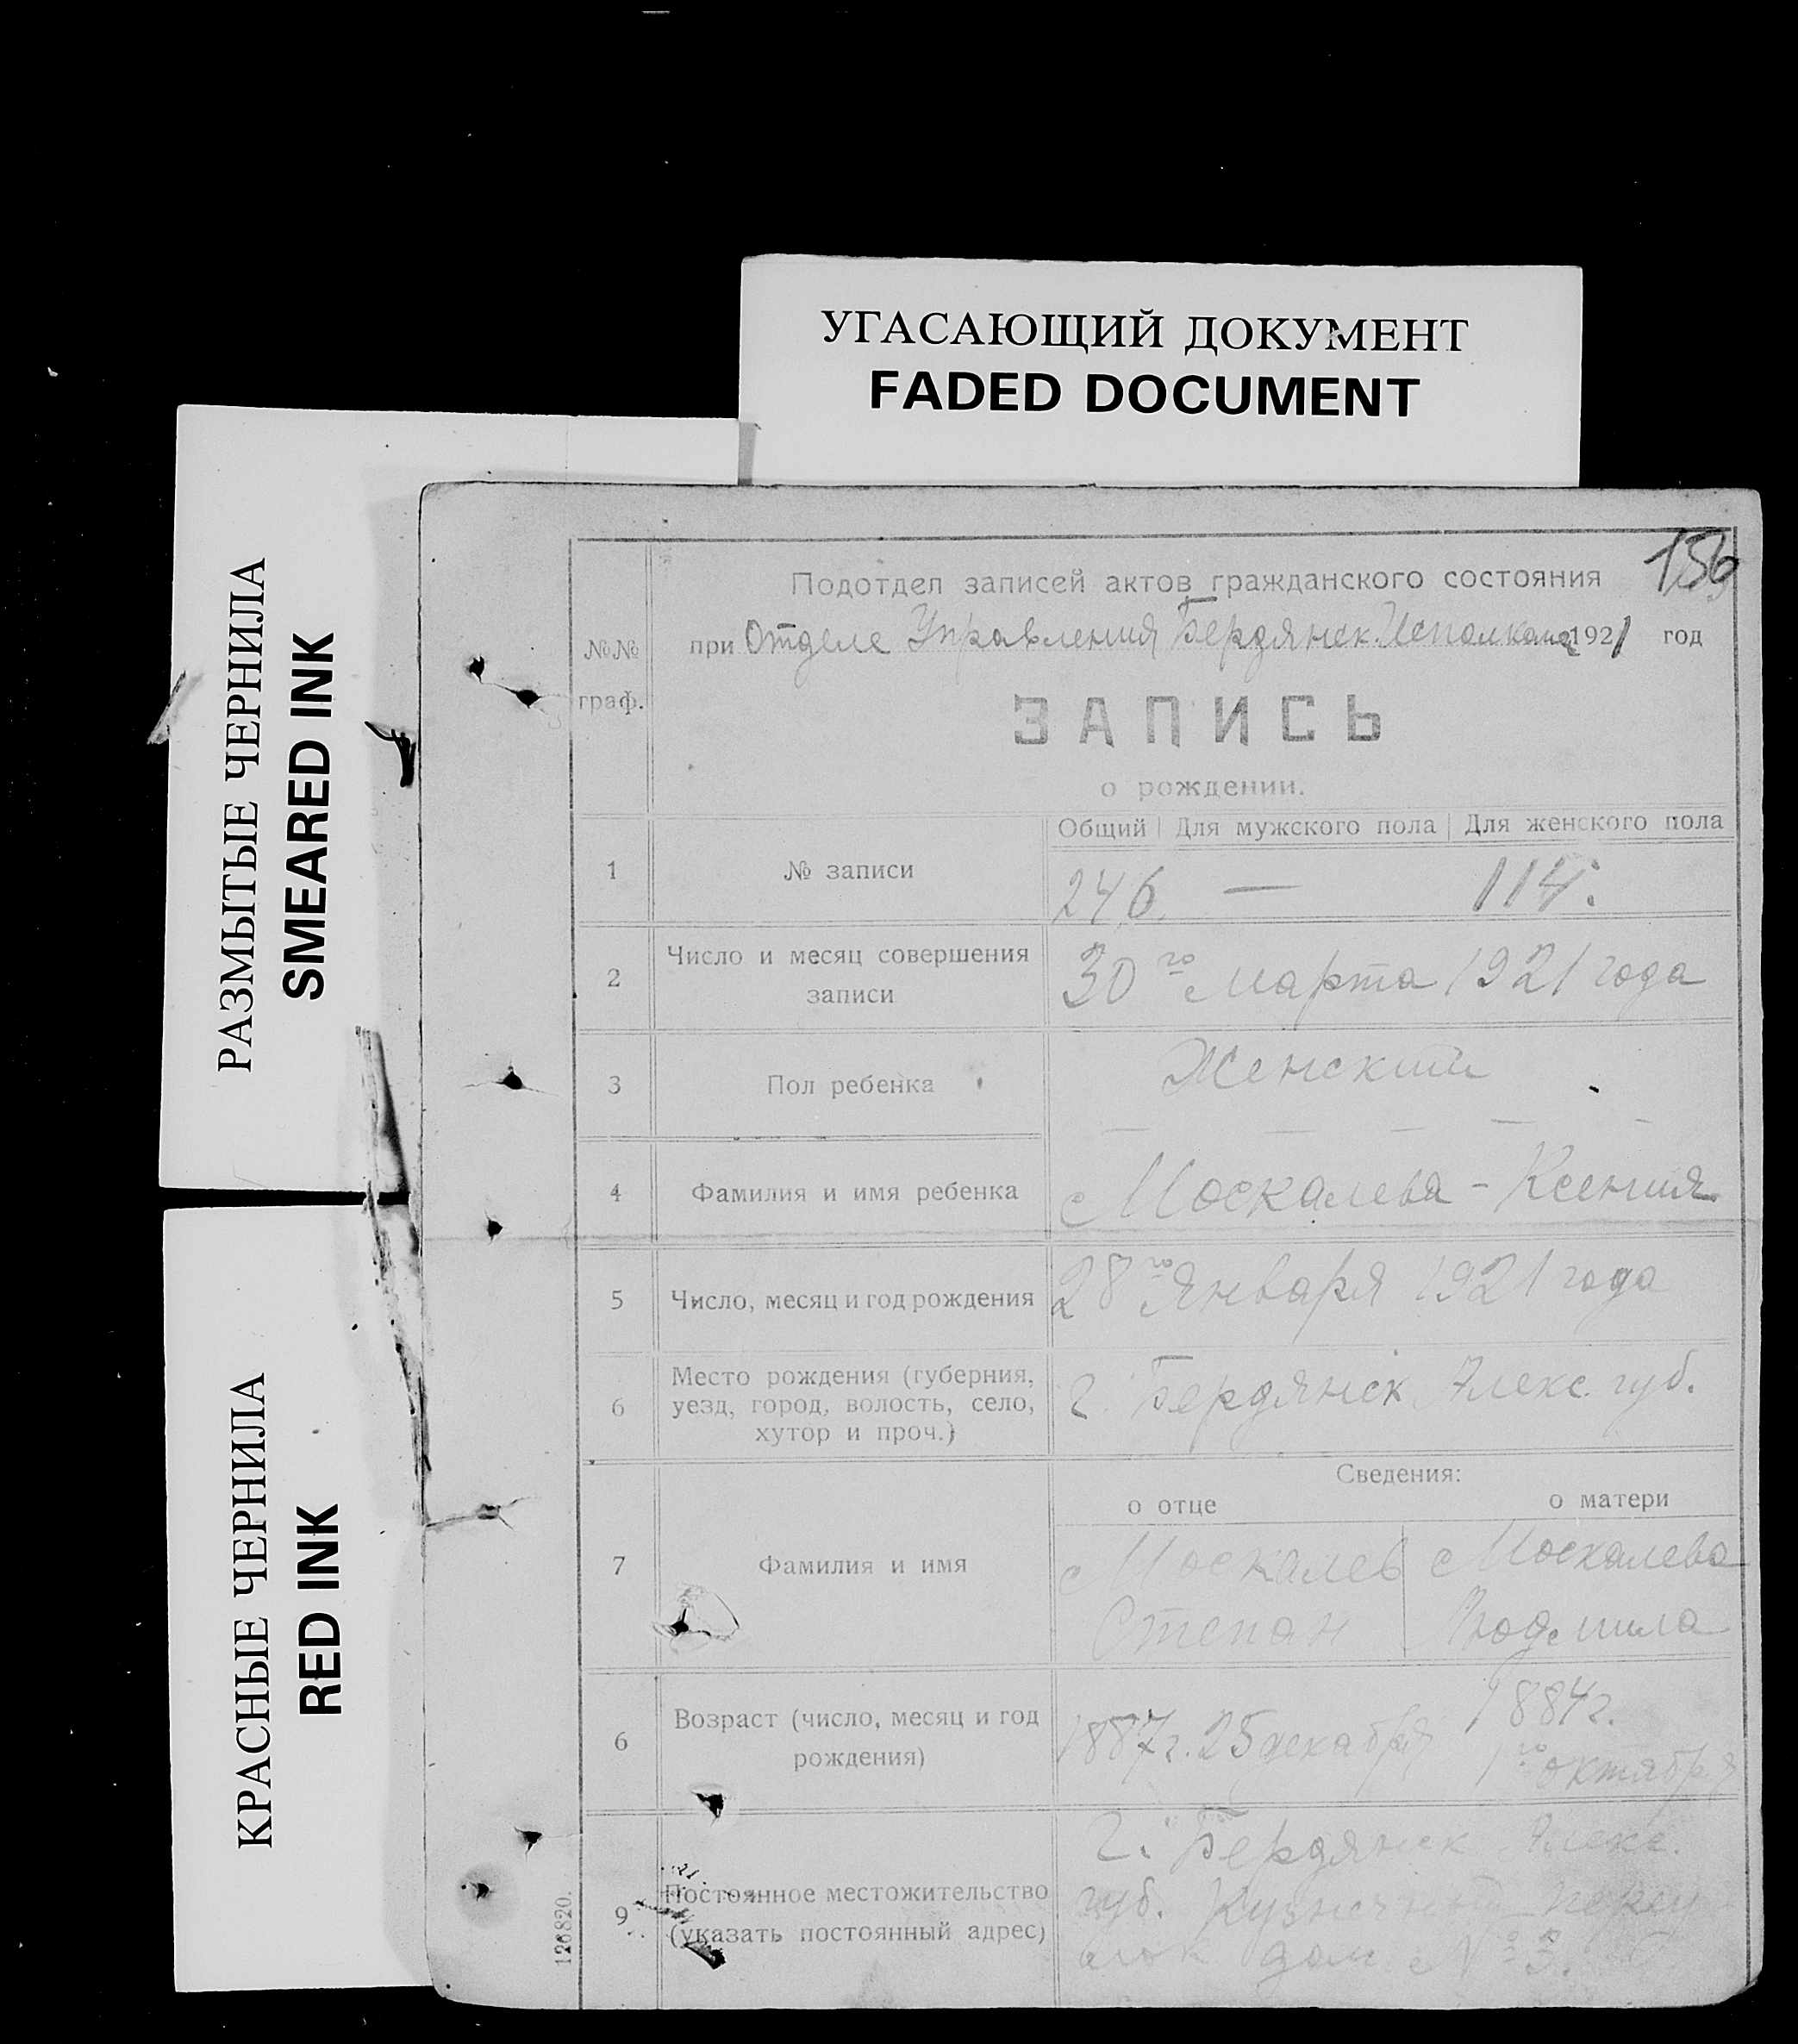 УГАСАЮЩИЙ ДОКУМЕНТ
FADED DOCUMENT
РАЗМЫТЫЕ ЧЕРНИЛА
SMEARED INK
КРАСНЫЕ ЧЕРНИЛА
RED INK
156
Подотдел записей актов гражданского состояния
при Отделе Управления Бердянск. Исполкома 1921 год
№№
граф.
ЗАПИСЬ
о рождении.
Общий Для мужского пола Для женского пола
1 № записи 246. — 114.
2 Число и месяц совершения
записи
30го Марта 1921 года
3 Пол ребенка Женский
4 Фамилия и имя ребенка Москалева - Ксения
5 Число, месяц и год рождения 28го Января 1921 года
6 Место рождения (губерния,
уезд, город, волость, село,
хутор и проч.)
г. Бердянск Алекс. губ.
Сведения:
о отце о матери
7 Фамилия и имя
Москалев Москалева
Степан Людмила
6 Возраст (число, месяц и год
рождения)
1887г. 25 декабря
1884г.
1го октября
9 Постоянное местожительство
(указать постоянный адрес)
г. Бердянск Алекс.
губ.
дом № 3.
126820.